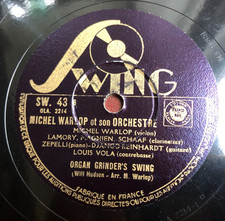 SWING
SW. 43
OLA. 2214
MICHEL WARLOP et son ORCHESTRE
MICHEL WARLOP (violon)
LAMORY, PAGNIEN, SCHAAF (clarinettes)
ZEPELLI (piano) - DJANGO REINHARDT (guitare)
LOUIS VOLA (contrebasse)
ORGAN GRINDER'S SWING
(Will Hudson - Arr. M. Warlop)
FABRIQUÉ EN FRANCE